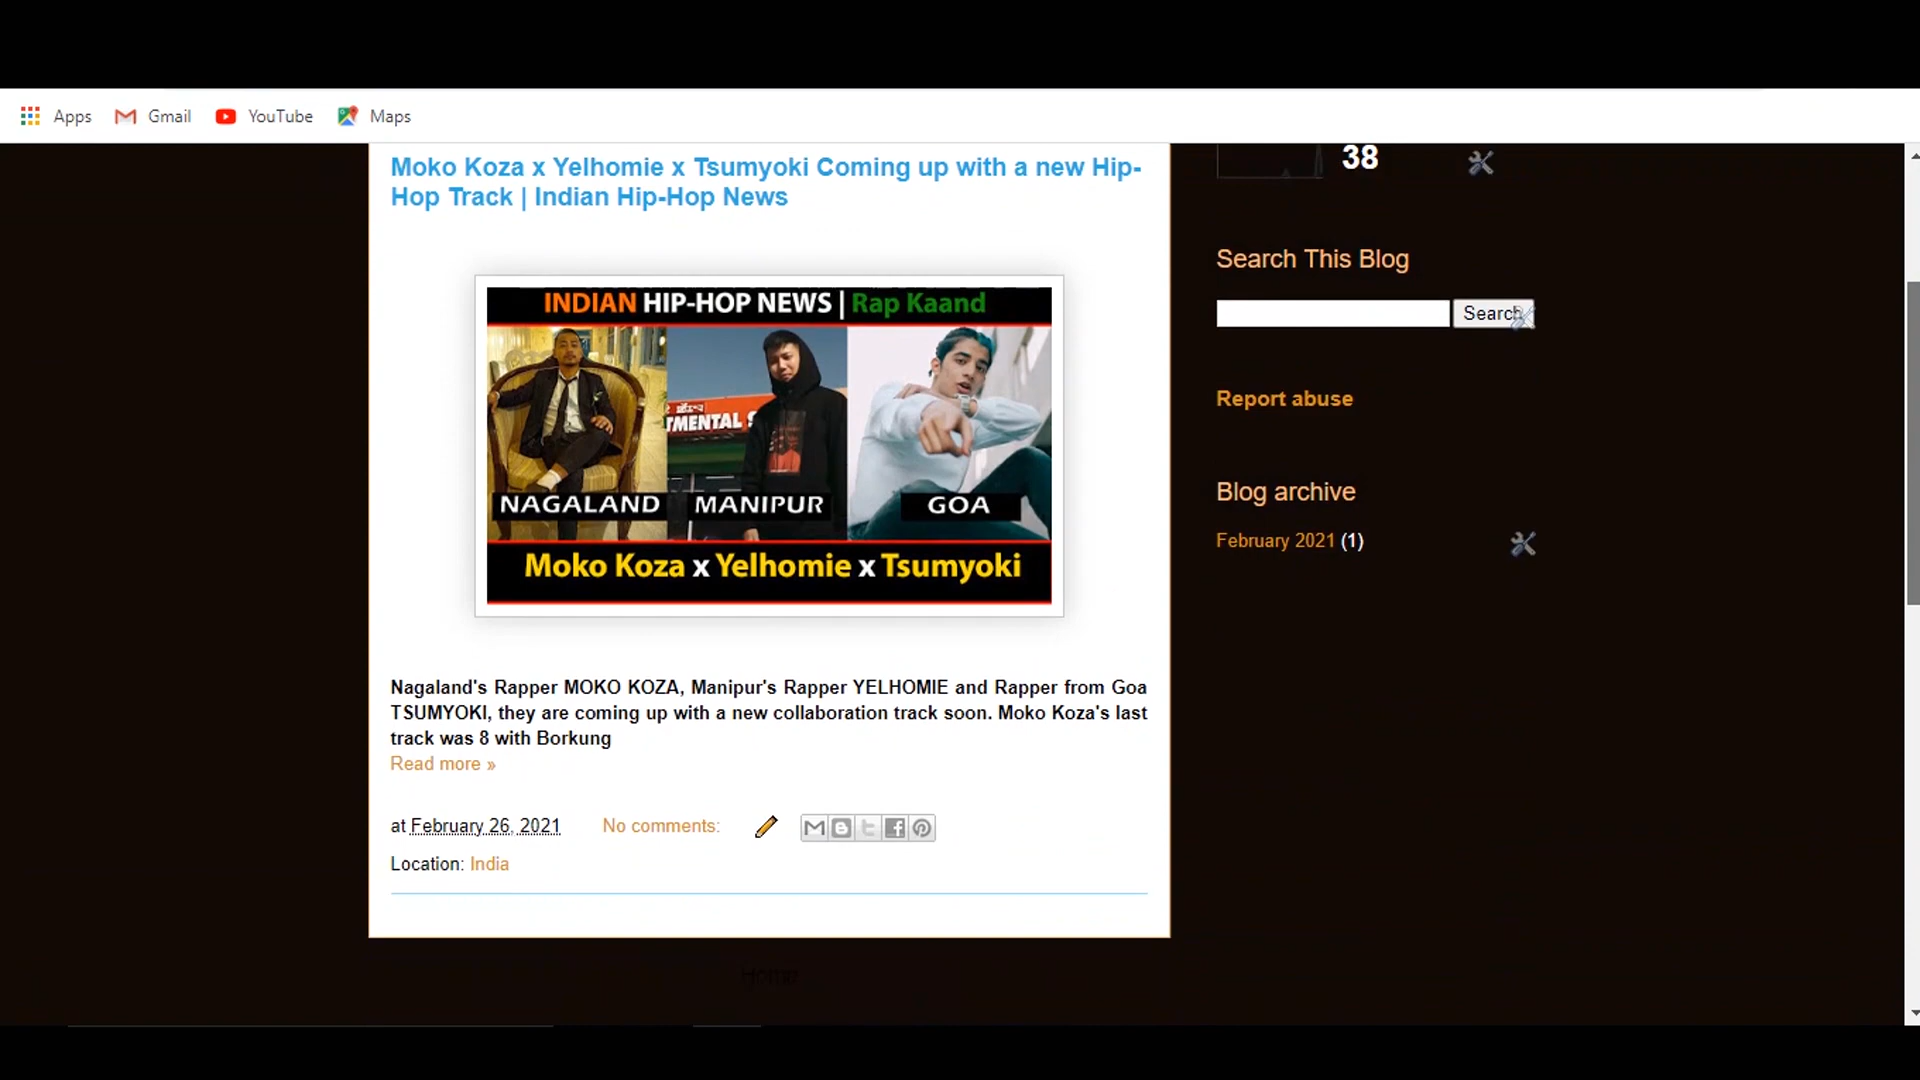 Apps Gmail YouTube Maps
Moko Koza x Yelhomie x Tsumyoki Coming up with a new Hip-
Hop Track | Indian Hip-Hop News
INDIAN HIP-HOP NEWS | Rap Kaand
NAGALAND MANIPUR GOA
Moko Koza x Yelhomie x Tsumyoki
Nagaland's Rapper MOKO KOZA, Manipur's Rapper YELHOMIE and Rapper from Goa
TSUMYOKI, they are coming up with a new collaboration track soon. Moko Koza's last
track was 8 with Borkung
Read more »
at February 26, 2021 No comments:
Location: India
Home
38
Search This Blog
Search
Report abuse
Blog archive
February 2021 (1)